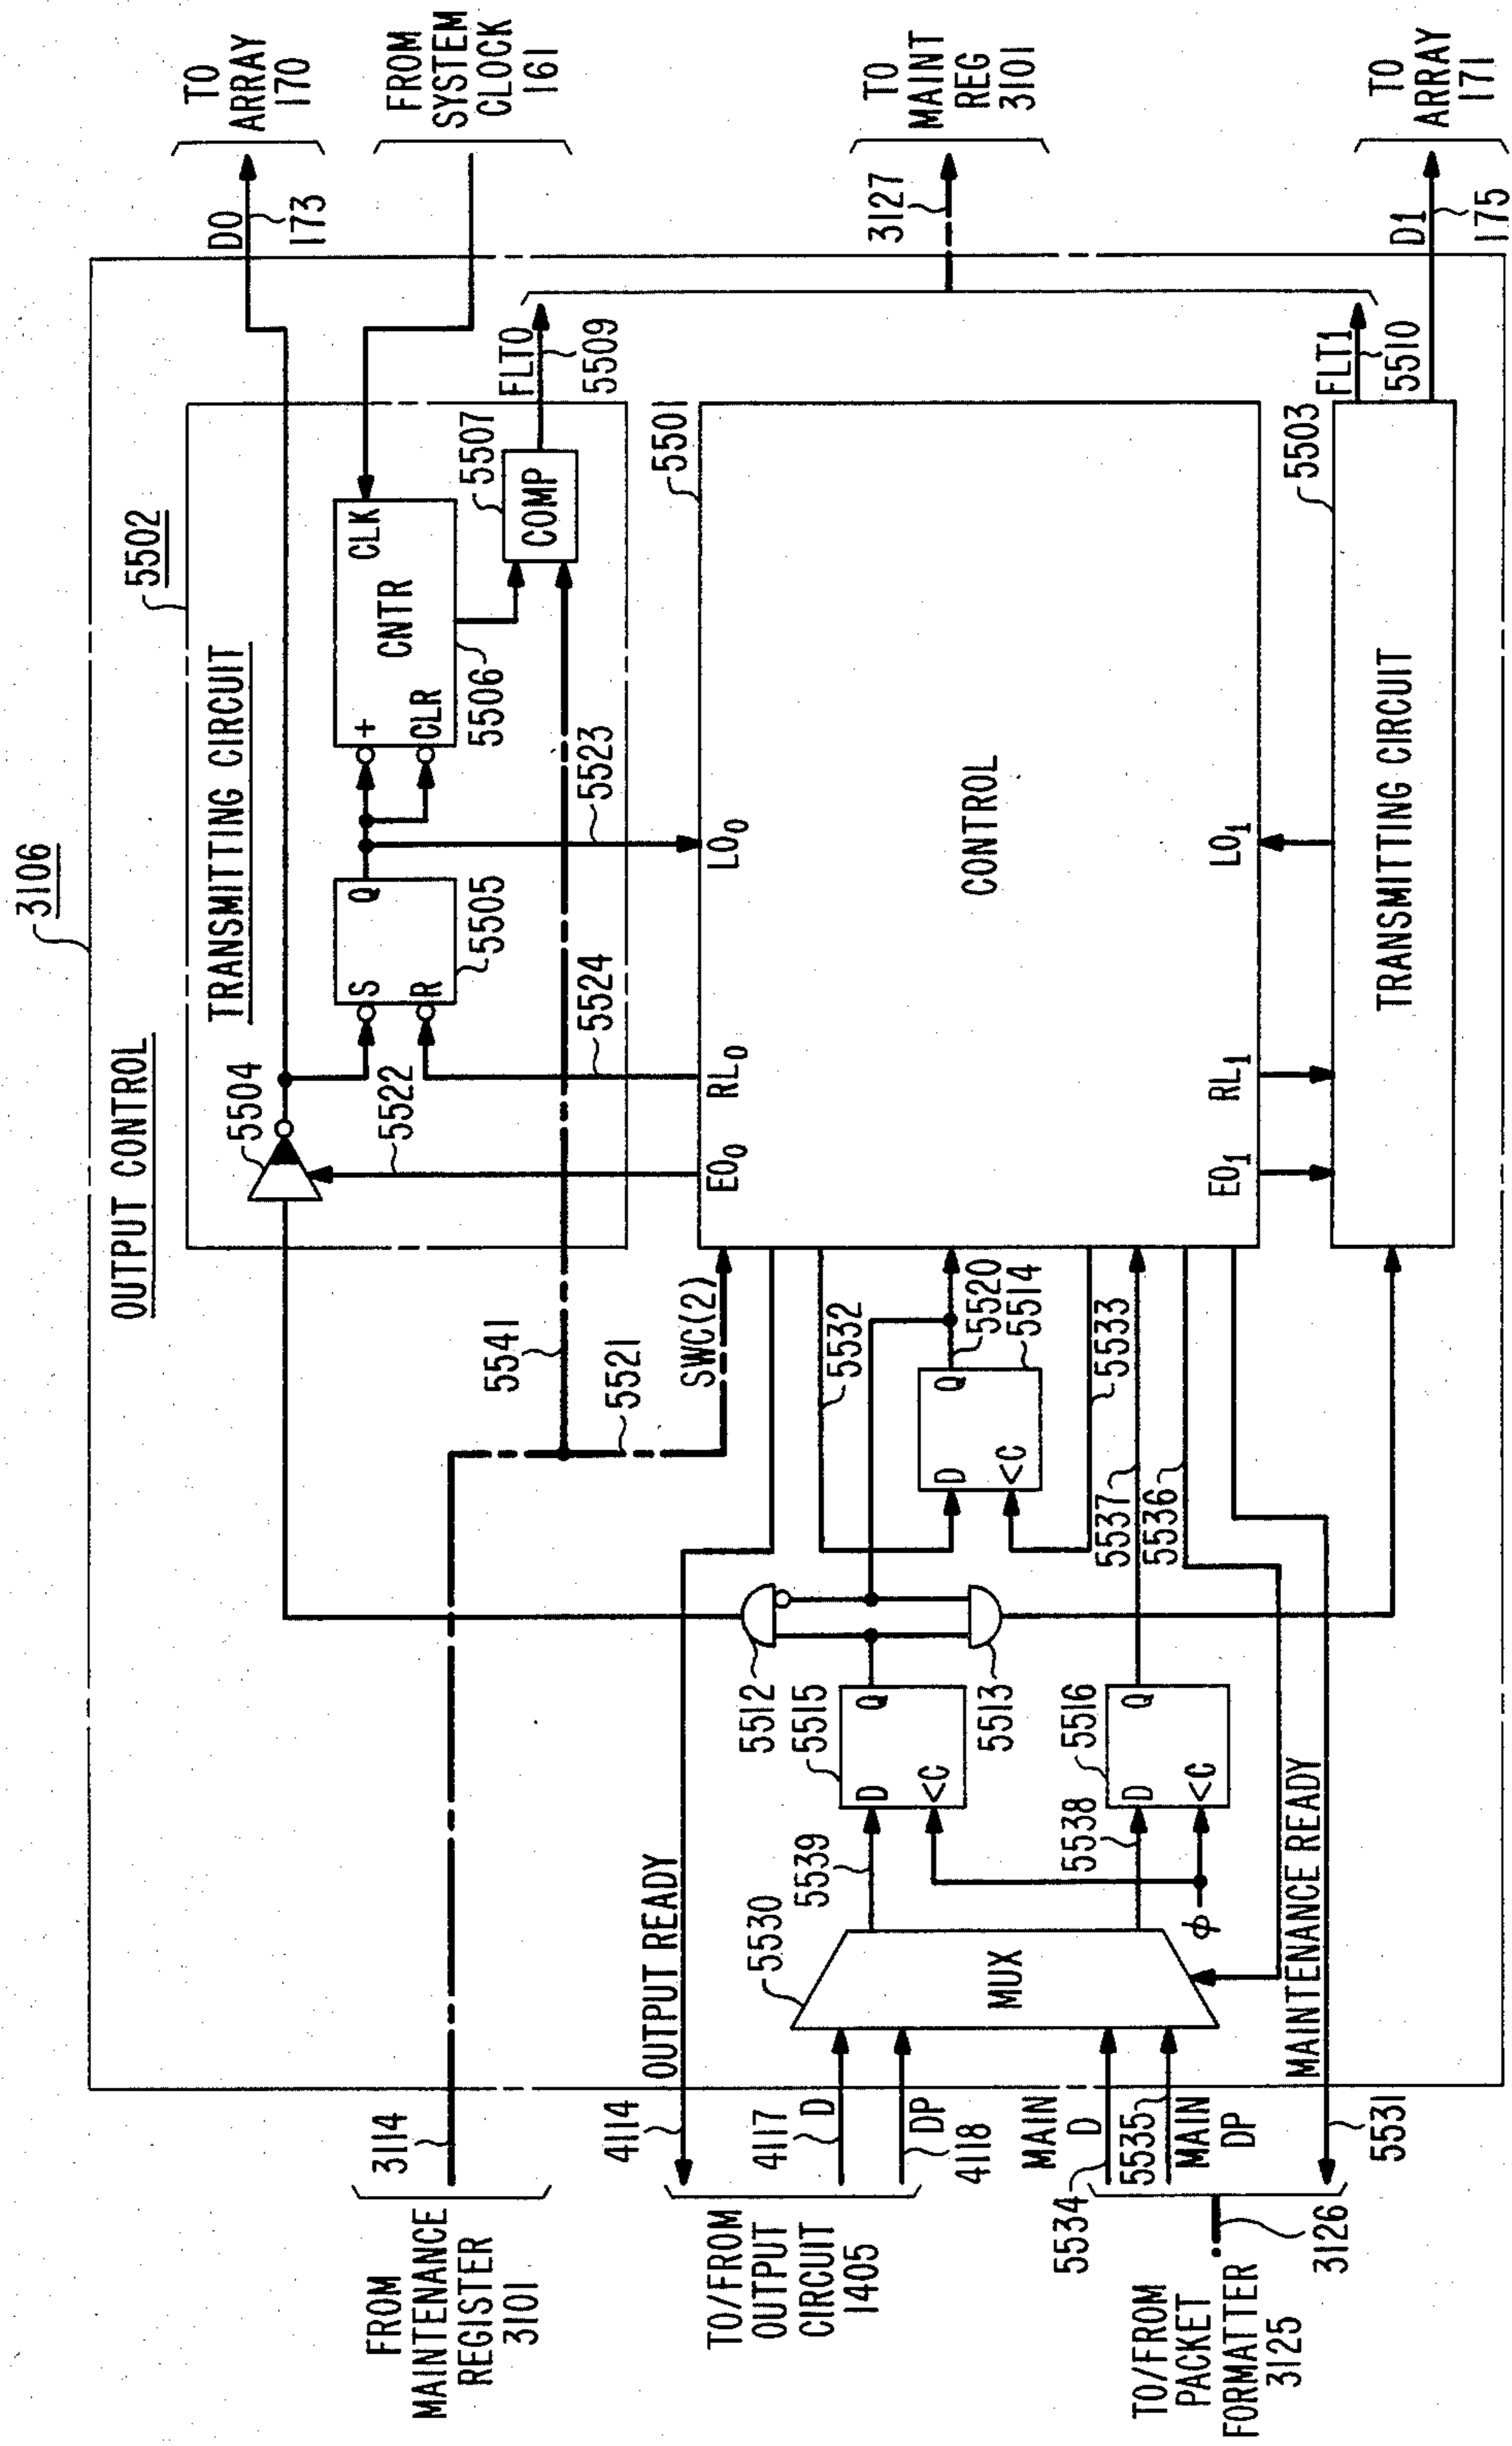 3106
OUTPUT CONTROL
5502
TRANSMITTING CIRCUIT
5504
5522
S
R
Q
5505
+
CLR
CNTR
CLK
5506
COMP
5507
FLT0
5509
5523
5524
D0
173
TO
ARRAY
170
FROM
SYSTEM
CLOCK
161
3127
TO
MAINT
REG
3101
FROM
MAINTENANCE
REGISTER
3101
3114
5541
5521
SWC(2)
EO0
RL0
LO0
5501
CONTROL
EO1
RL1
LO1
5503
TRANSMITTING CIRCUIT
FLT1
5510
D1
175
TO
ARRAY
171
OUTPUT READY
4114
TO/FROM
OUTPUT
CIRCUIT
1405
4117
D
DP
4118
5530
MUX
5539
D
<C
Q
5515
5512
5513
5532
D
<C
Q
5520
5514
5533
5537
5536
5538
D
<C
Q
5516
ϕ
MAIN
D
5534
5535
MAIN
DP
MAINTENANCE READY
5531
TO/FROM
PACKET
FORMATTER
3125
3126